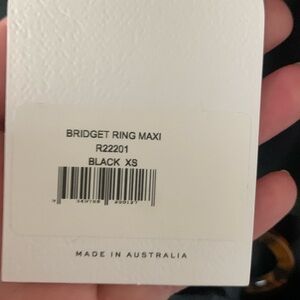 BRIDGET RING MAXI
R22201
BLACK XS
MADE IN AUSTRALIA